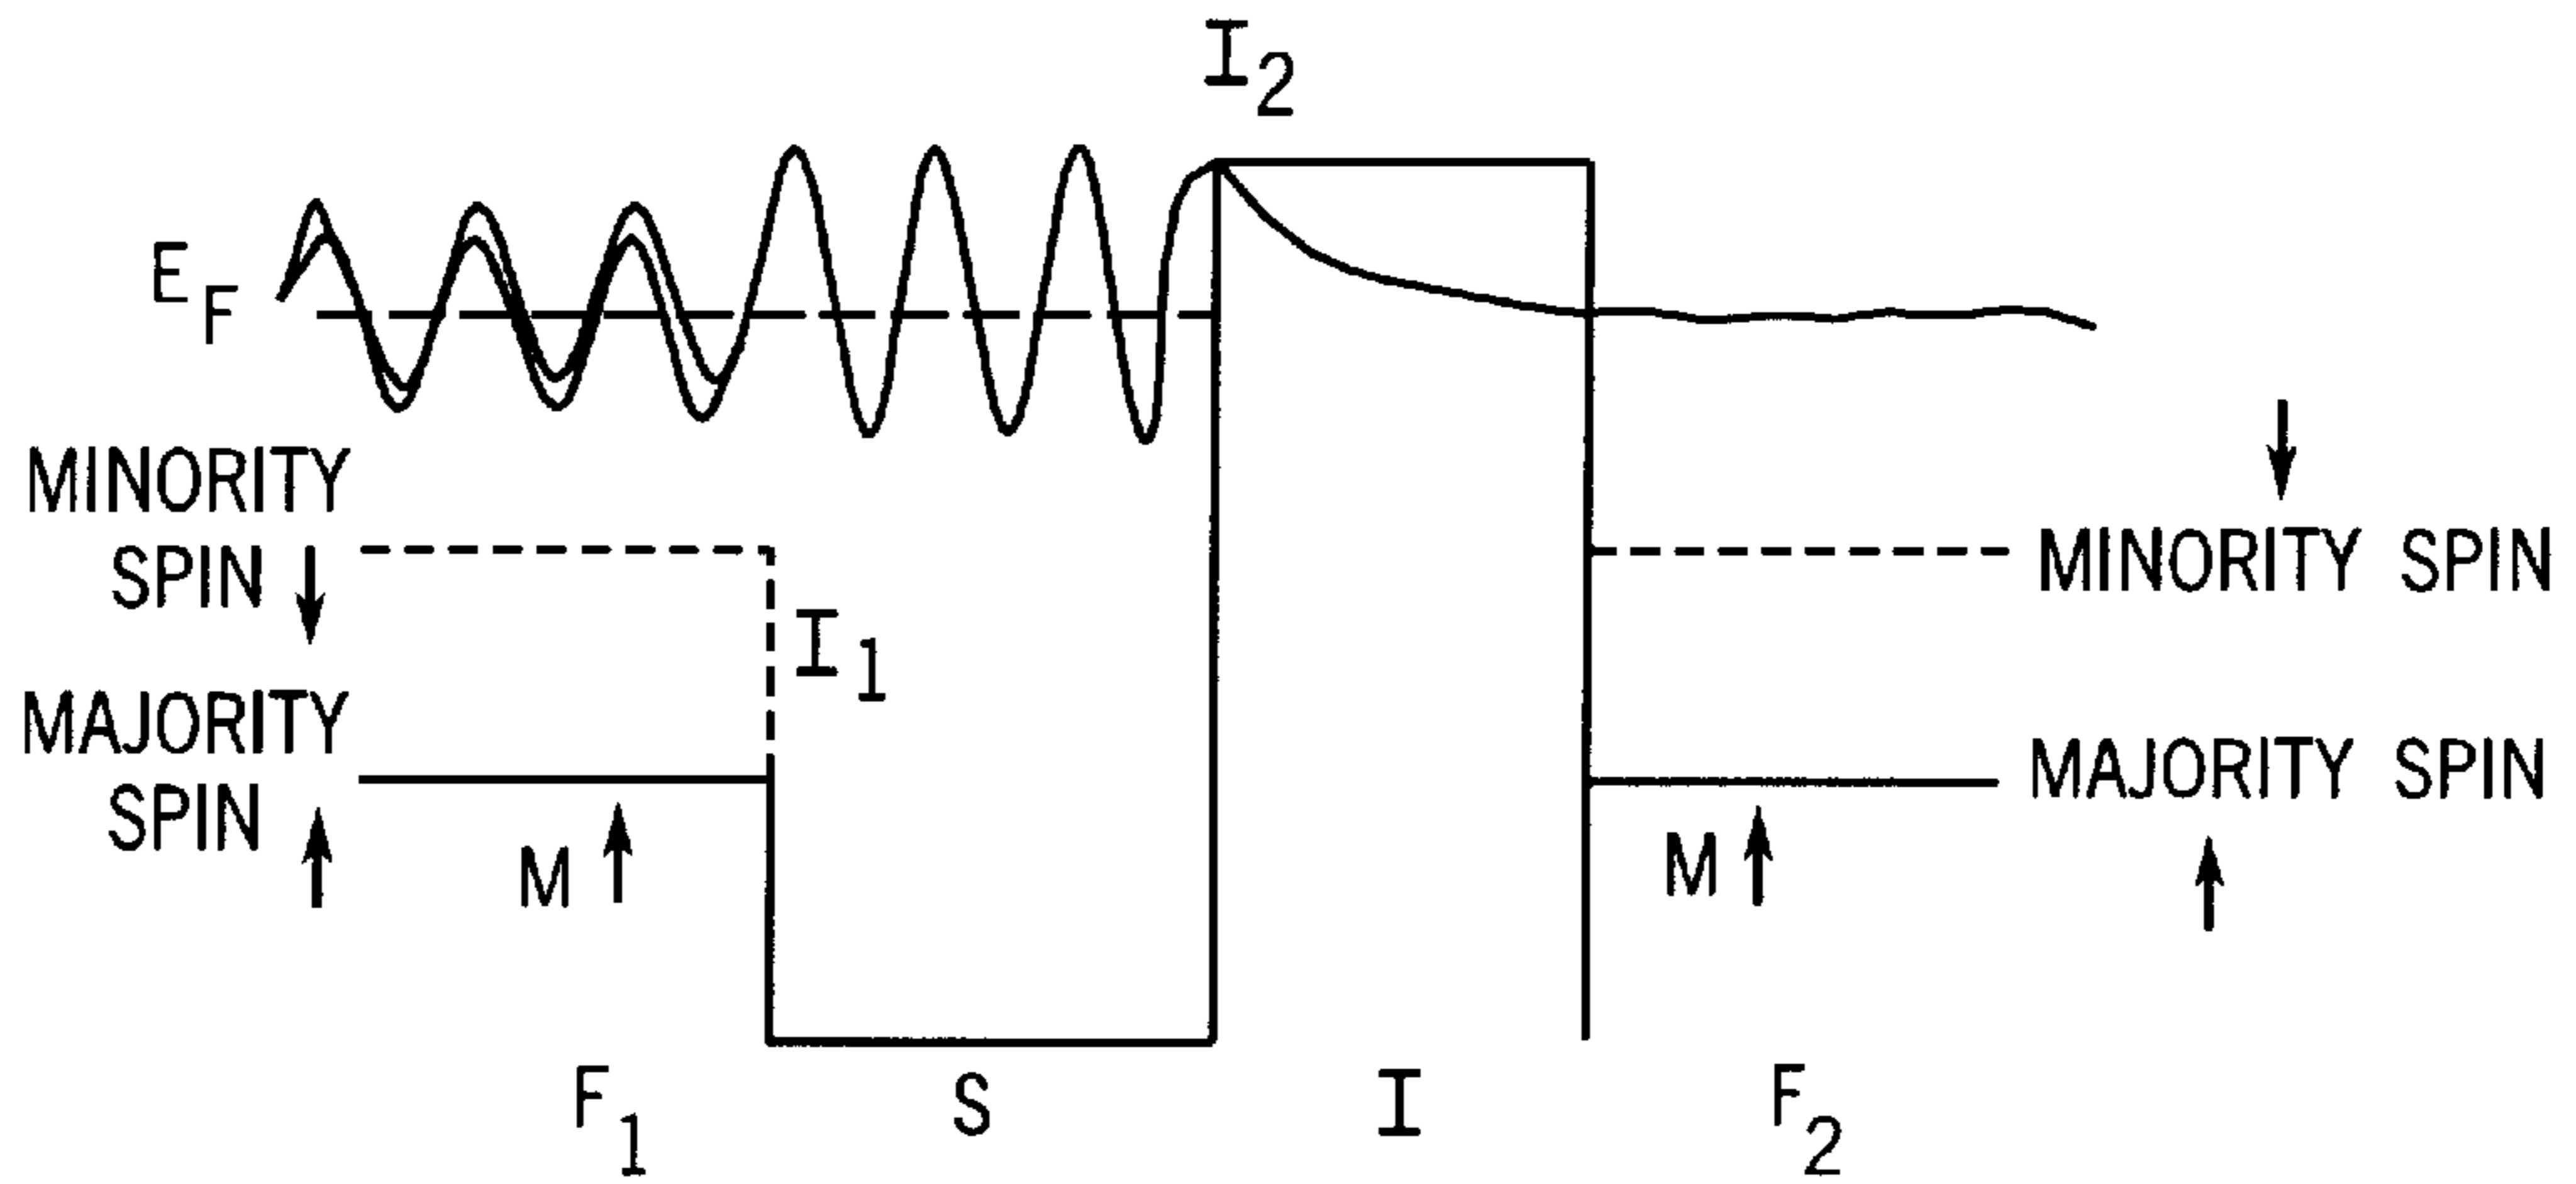 I2
EF
MINORITY
SPIN
MINORITY SPIN
I1
MAJORITY
SPIN
MAJORITY SPIN
M
M
F1
S
I
F2